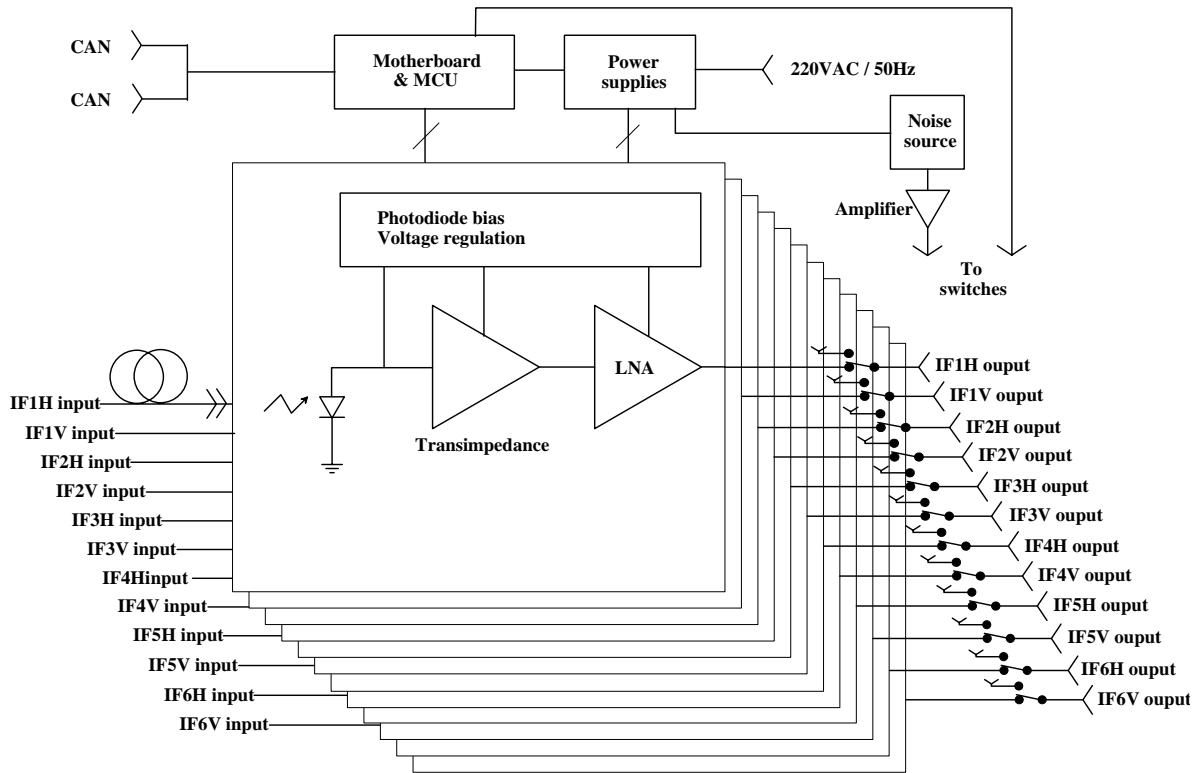 CAN
CAN
Motherboard
& MCU
Power
supplies
220VAC / 50Hz
Noise
source
Amplifier
To
switches
Photodiode bias
Voltage regulation
LNA
Transimpedance
IF1H input
IF1V input
IF2H input
IF2V input
IF3H input
IF3V input
IF4Hinput
IF4V input
IF5H input
IF5V input
IF6H input
IF6V input
IF1H ouput
IF1V ouput
IF2H ouput
IF2V ouput
IF3H ouput
IF3V ouput
IF4H ouput
IF4V ouput
IF5H ouput
IF5V ouput
IF6H ouput
IF6V ouput